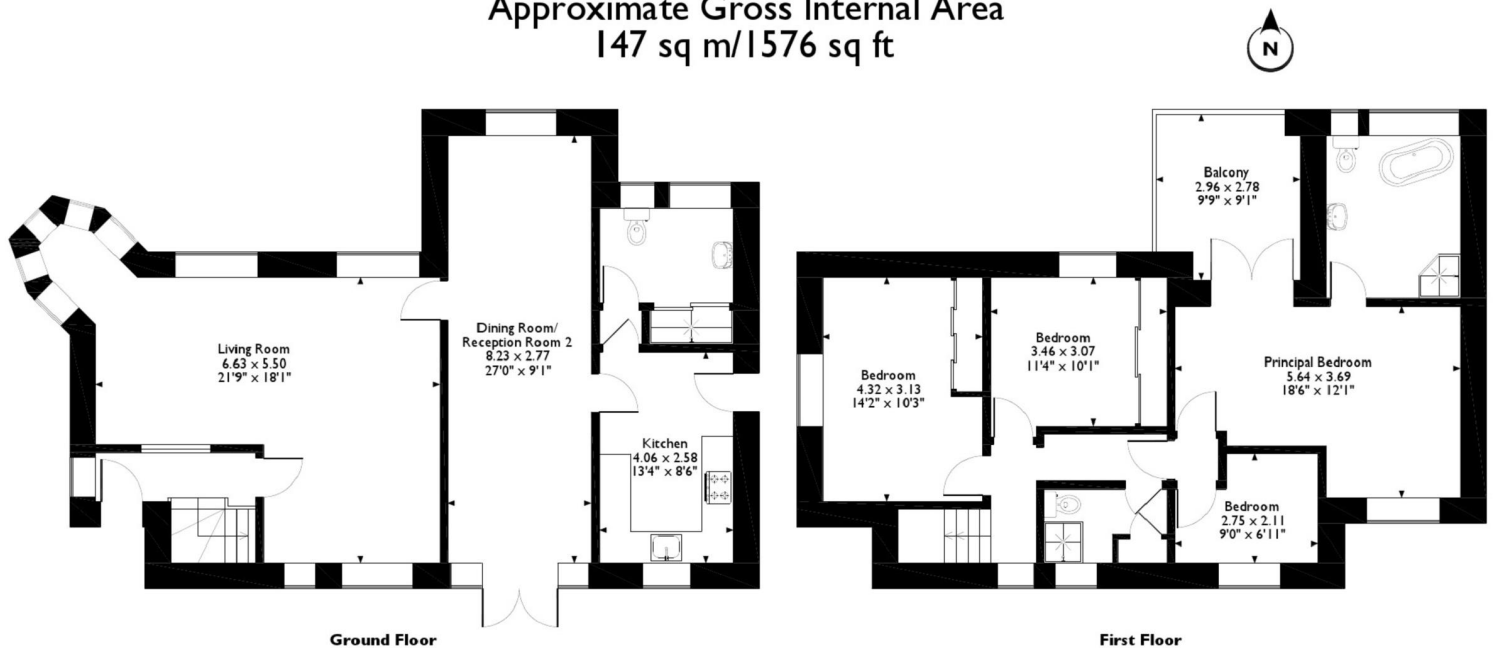 Approximate Gross Internal Area
147 sq m/1576 sq ft
N
Living Room
6.63 x 5.50
21'9" x 18'1"
Dining Room/
Reception Room 2
8.23 x 2.77
27'0" x 9'1"
Kitchen
4.06 x 2.58
13'4" x 8'6"
Ground Floor
Balcony
2.96 x 2.78
9'9" x 9'1"
Bedroom
4.32 x 3.13
14'2" x 10'3"
Bedroom
3.46 x 3.07
11'4" x 10'1"
Principal Bedroom
5.64 x 3.69
18'6" x 12'1"
Bedroom
2.75 x 2.11
9'0" x 6'11"
First Floor